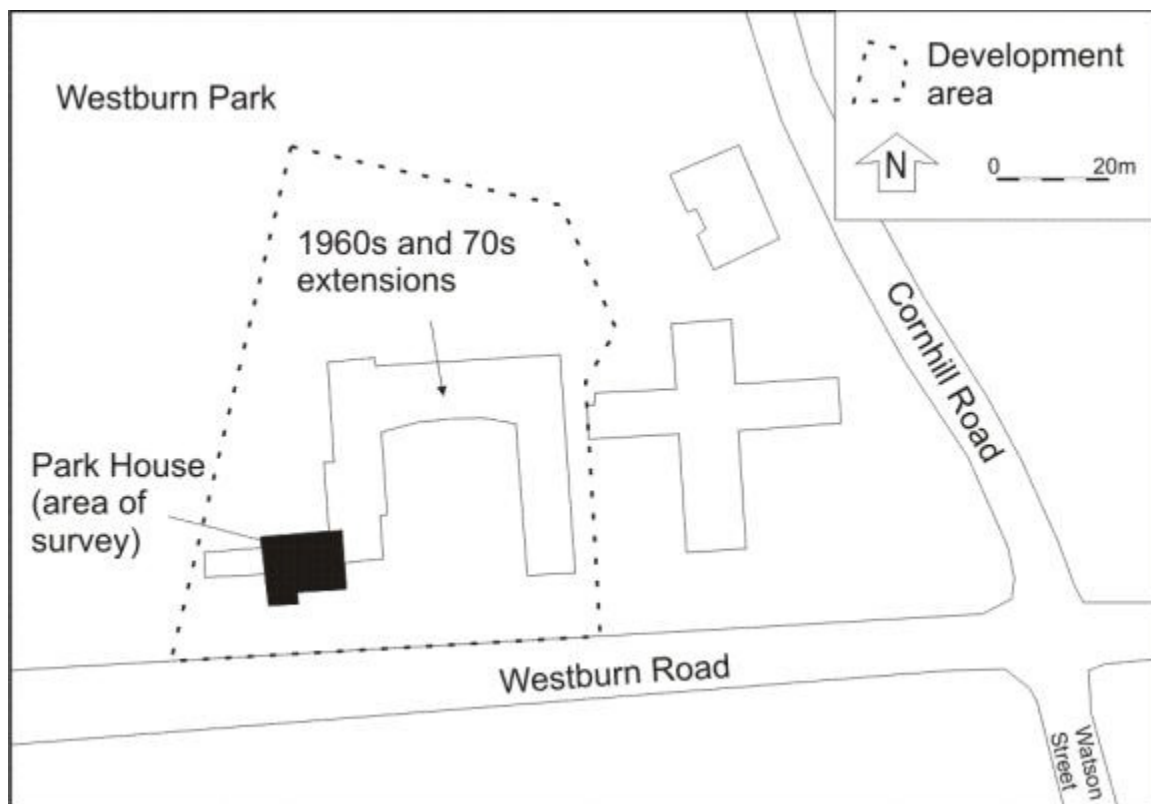 Westburn Park
Development
area
N
0 20m
1960s and 70s
extensions
Cornhill Road
Park House
(area of
survey)
Westburn Road
Watson
Street